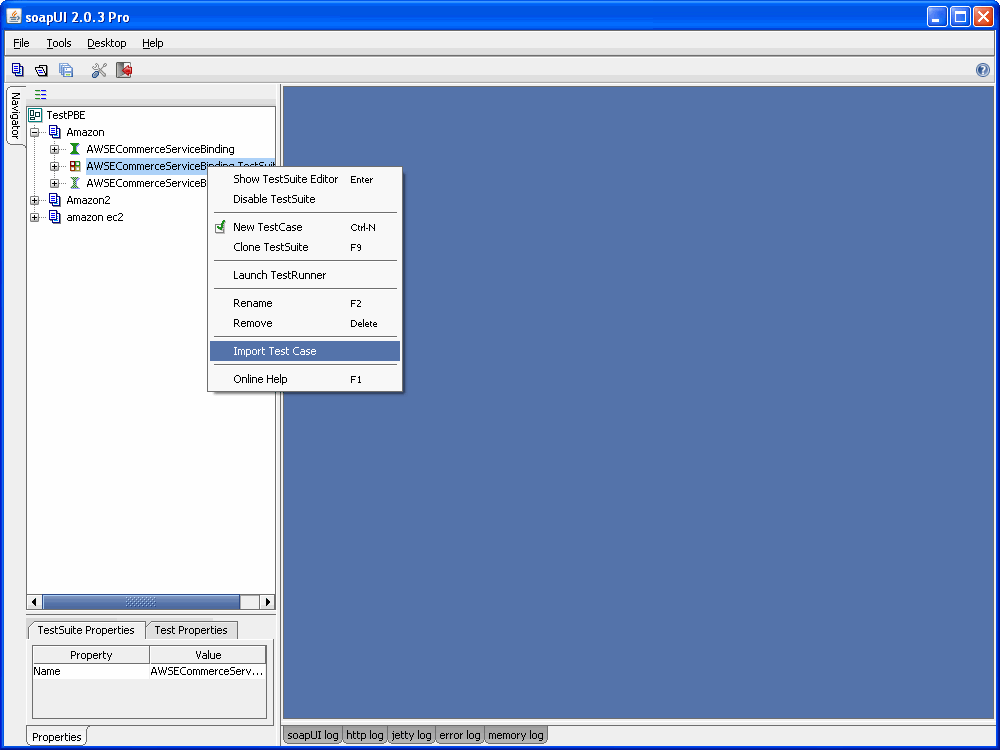 soapUI 2.0.3 Pro
File Tools Desktop Help
Navigator
TestPBE
Amazon
AWSECommerceServiceBinding
AWSECommerceServiceBinding TestSuit
AWSECommerceServiceB
Amazon2
amazon ec2
Show TestSuite Editor Enter
Disable TestSuite
New TestCase Ctrl-N
Clone TestSuite F9
Launch TestRunner
Rename F2
Remove Delete
Import Test Case
Online Help F1
TestSuite Properties Test Properties
Property Value
Name AWSECommerceServ...
Properties
soapUI log http log jetty log error log memory log